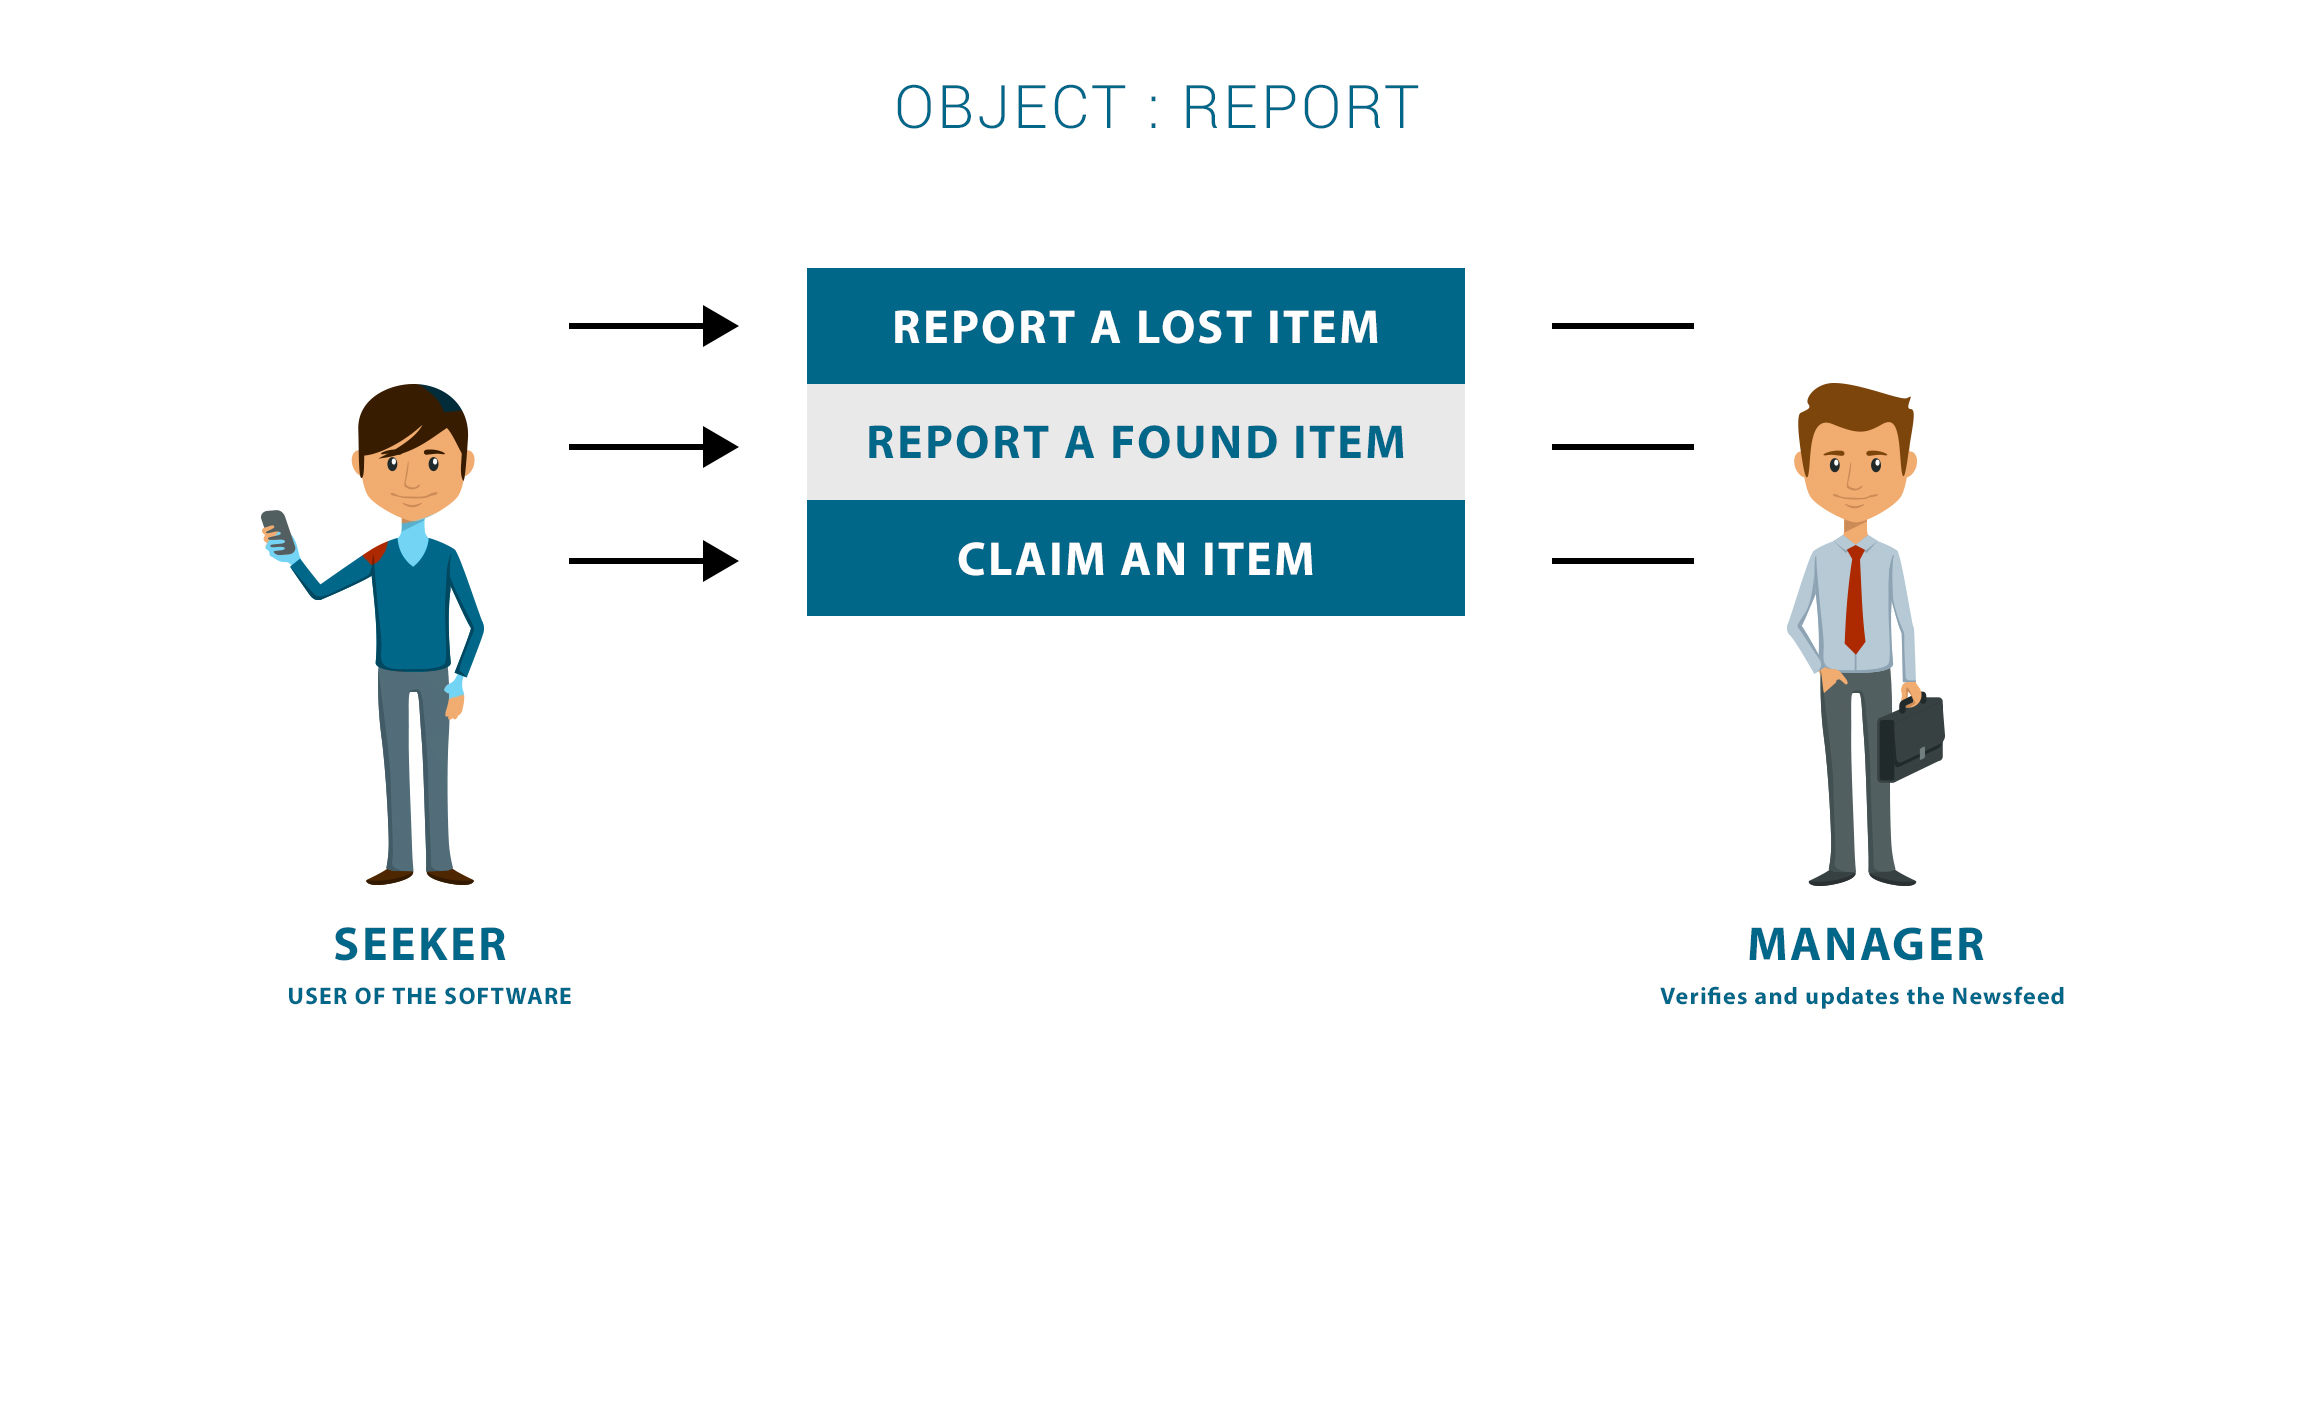 OBJECT : REPORT
REPORT A LOST ITEM
REPORT A FOUND ITEM
CLAIM AN ITEM
SEEKER
USER OF THE SOFTWARE
MANAGER
Verifies and updates the Newsfeed